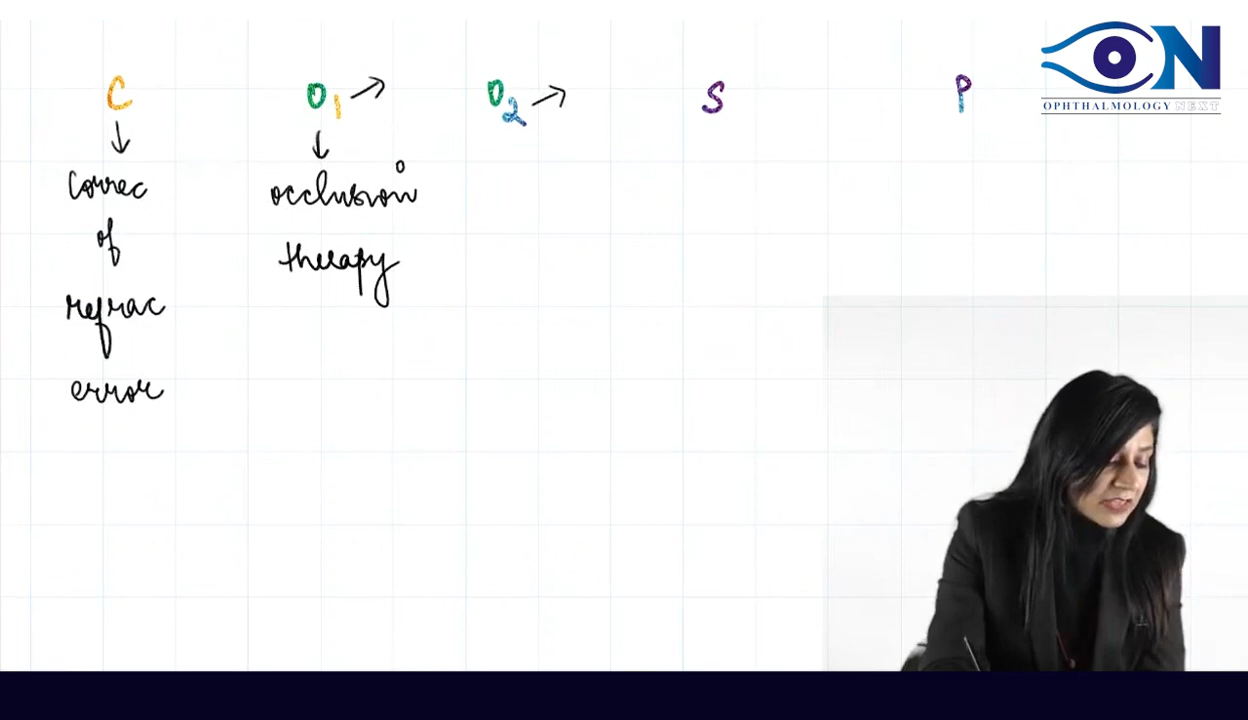 C O1 → O2 → S P
↓ ↓
Correc
of
refrac
error
occlusion
therapy
ON
OPHTHALMOLOGY NEXT